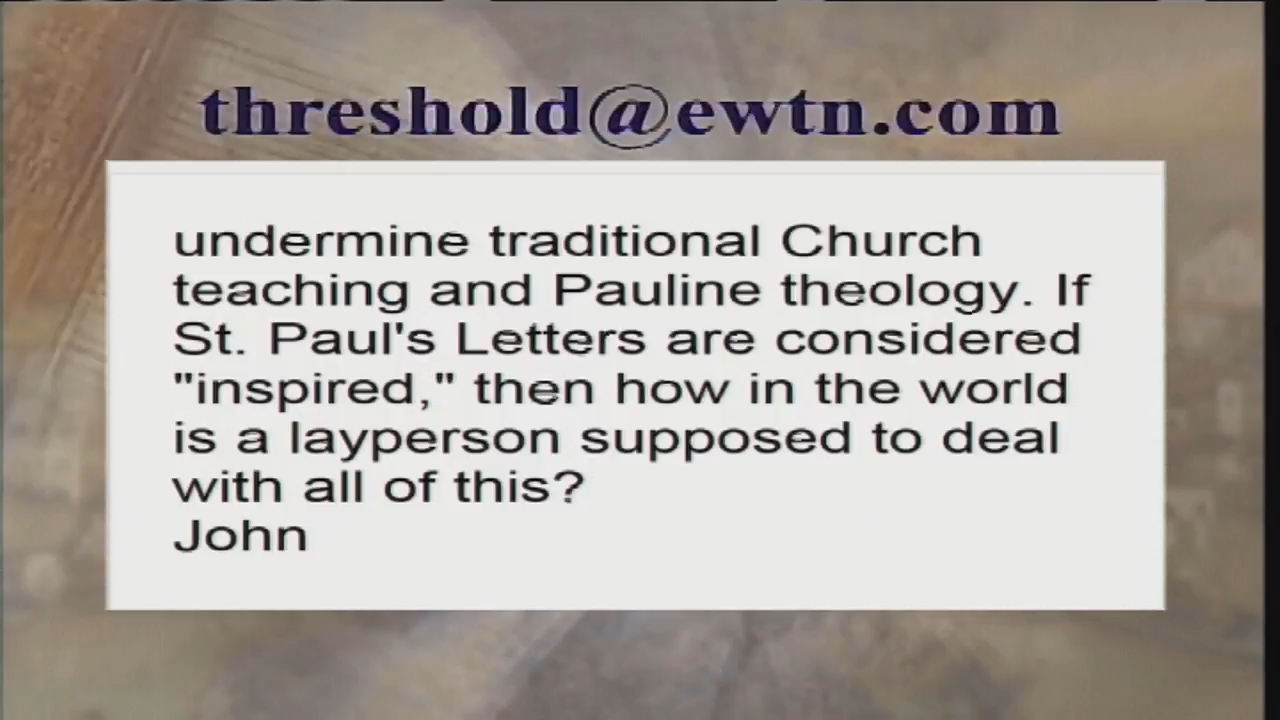 threshold@ewtn.com
undermine traditional Church
teaching and Pauline theology. If
St. Paul's Letters are considered
"inspired," then how in the world
is a layperson supposed to deal
with all of this?
John